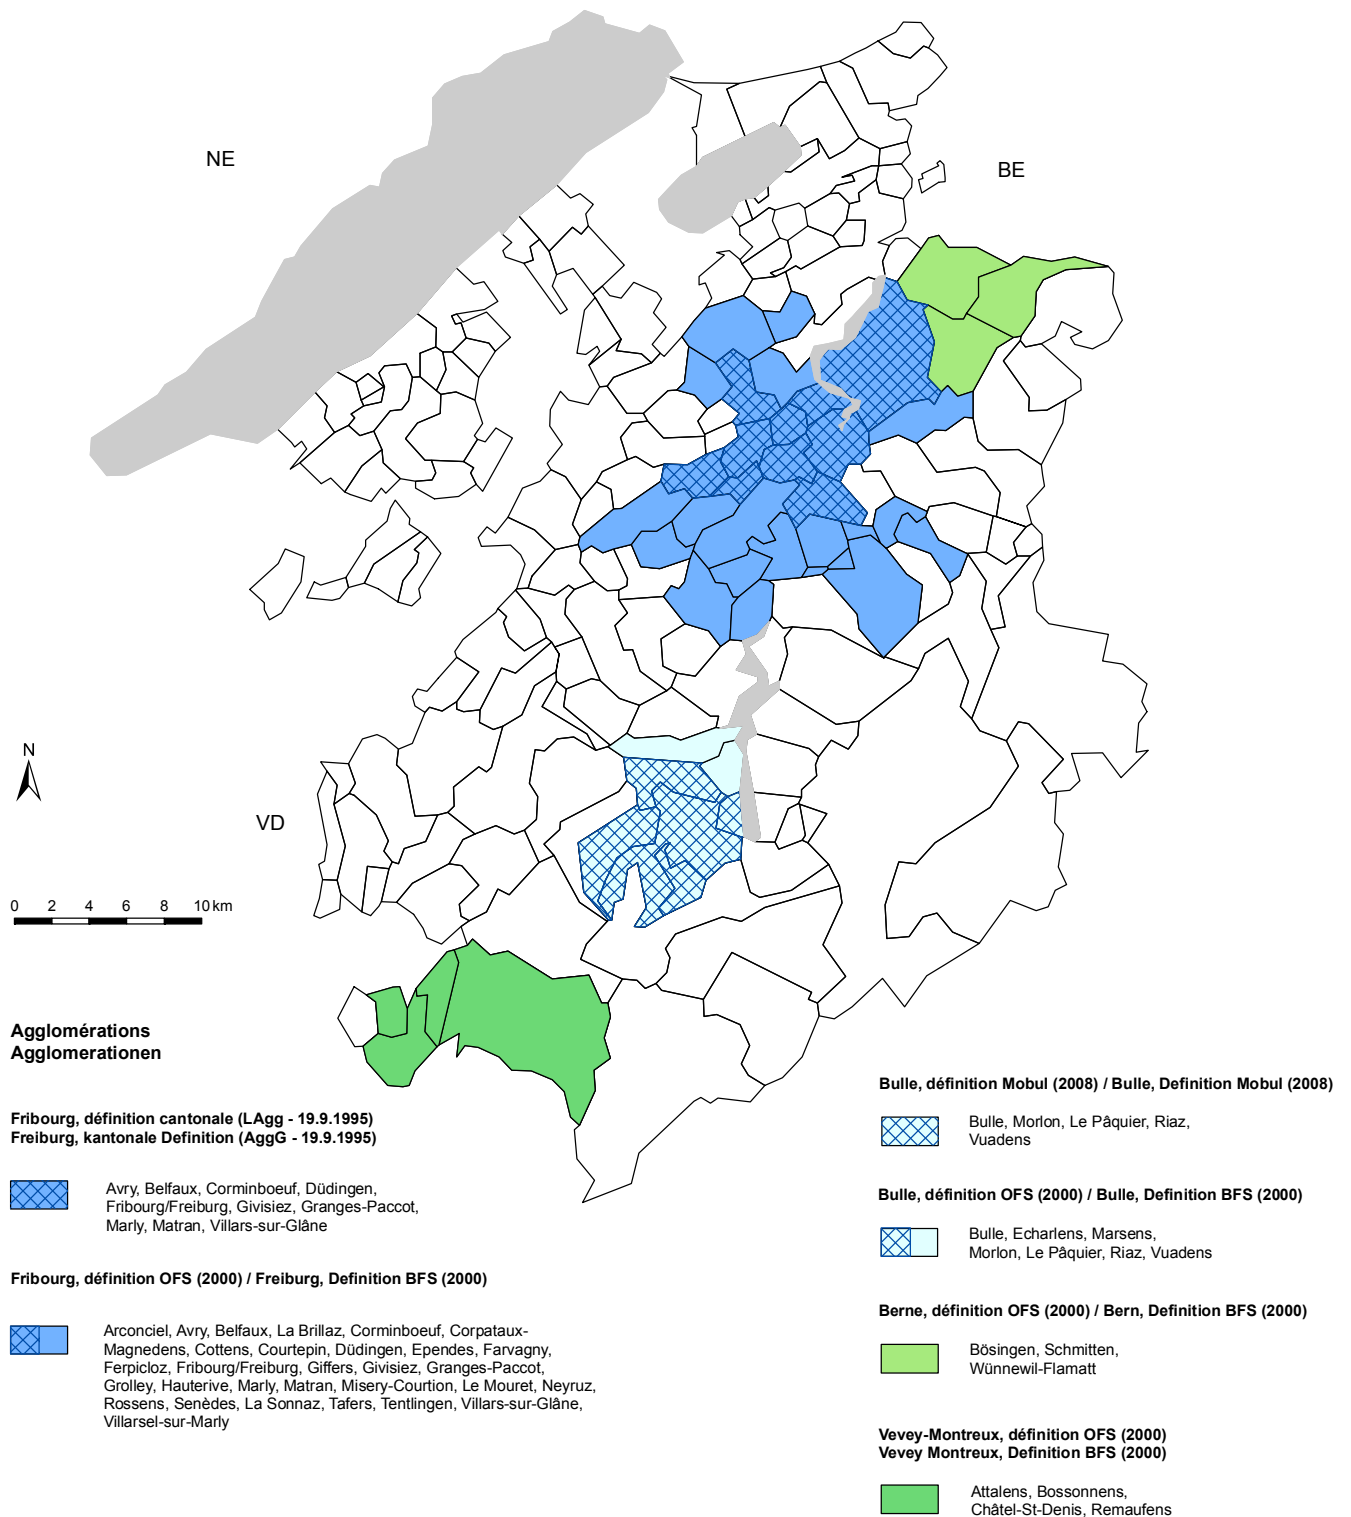 NE
BE
N
VD
0 2 4 6 8 10 km
Agglomérations
Agglomerationen
Fribourg, définition cantonale (LAgg - 19.9.1995)
Freiburg, kantonale Definition (AggG - 19.9.1995)
Avry, Belfaux, Corminboeuf, Düdingen,
Fribourg/Freiburg, Givisiez, Granges-Paccot,
Marly, Matran, Villars-sur-Glâne
Fribourg, définition OFS (2000) / Freiburg, Definition BFS (2000)
Arconciel, Avry, Belfaux, La Brillaz, Corminboeuf, Corpataux-
Magnedens, Cottens, Courtepin, Düdingen, Ependes, Farvagny,
Ferpicloz, Fribourg/Freiburg, Giffers, Givisiez, Granges-Paccot,
Grolley, Hauterive, Marly, Matran, Misery-Courtion, Le Mouret, Neyruz,
Rossens, Senèdes, La Sonnaz, Tafers, Tentlingen, Villars-sur-Glâne,
Villarsel-sur-Marly
Bulle, définition Mobul (2008) / Bulle, Definition Mobul (2008)
Bulle, Morlon, Le Pâquier, Riaz,
Vuadens
Bulle, définition OFS (2000) / Bulle, Definition BFS (2000)
Bulle, Echarlens, Marsens,
Morlon, Le Pâquier, Riaz, Vuadens
Berne, définition OFS (2000) / Bern, Definition BFS (2000)
Bösingen, Schmitten,
Wünnewil-Flamatt
Vevey-Montreux, définition OFS (2000)
Vevey Montreux, Definition BFS (2000)
Attalens, Bossonnens,
Châtel-St-Denis, Remaufens